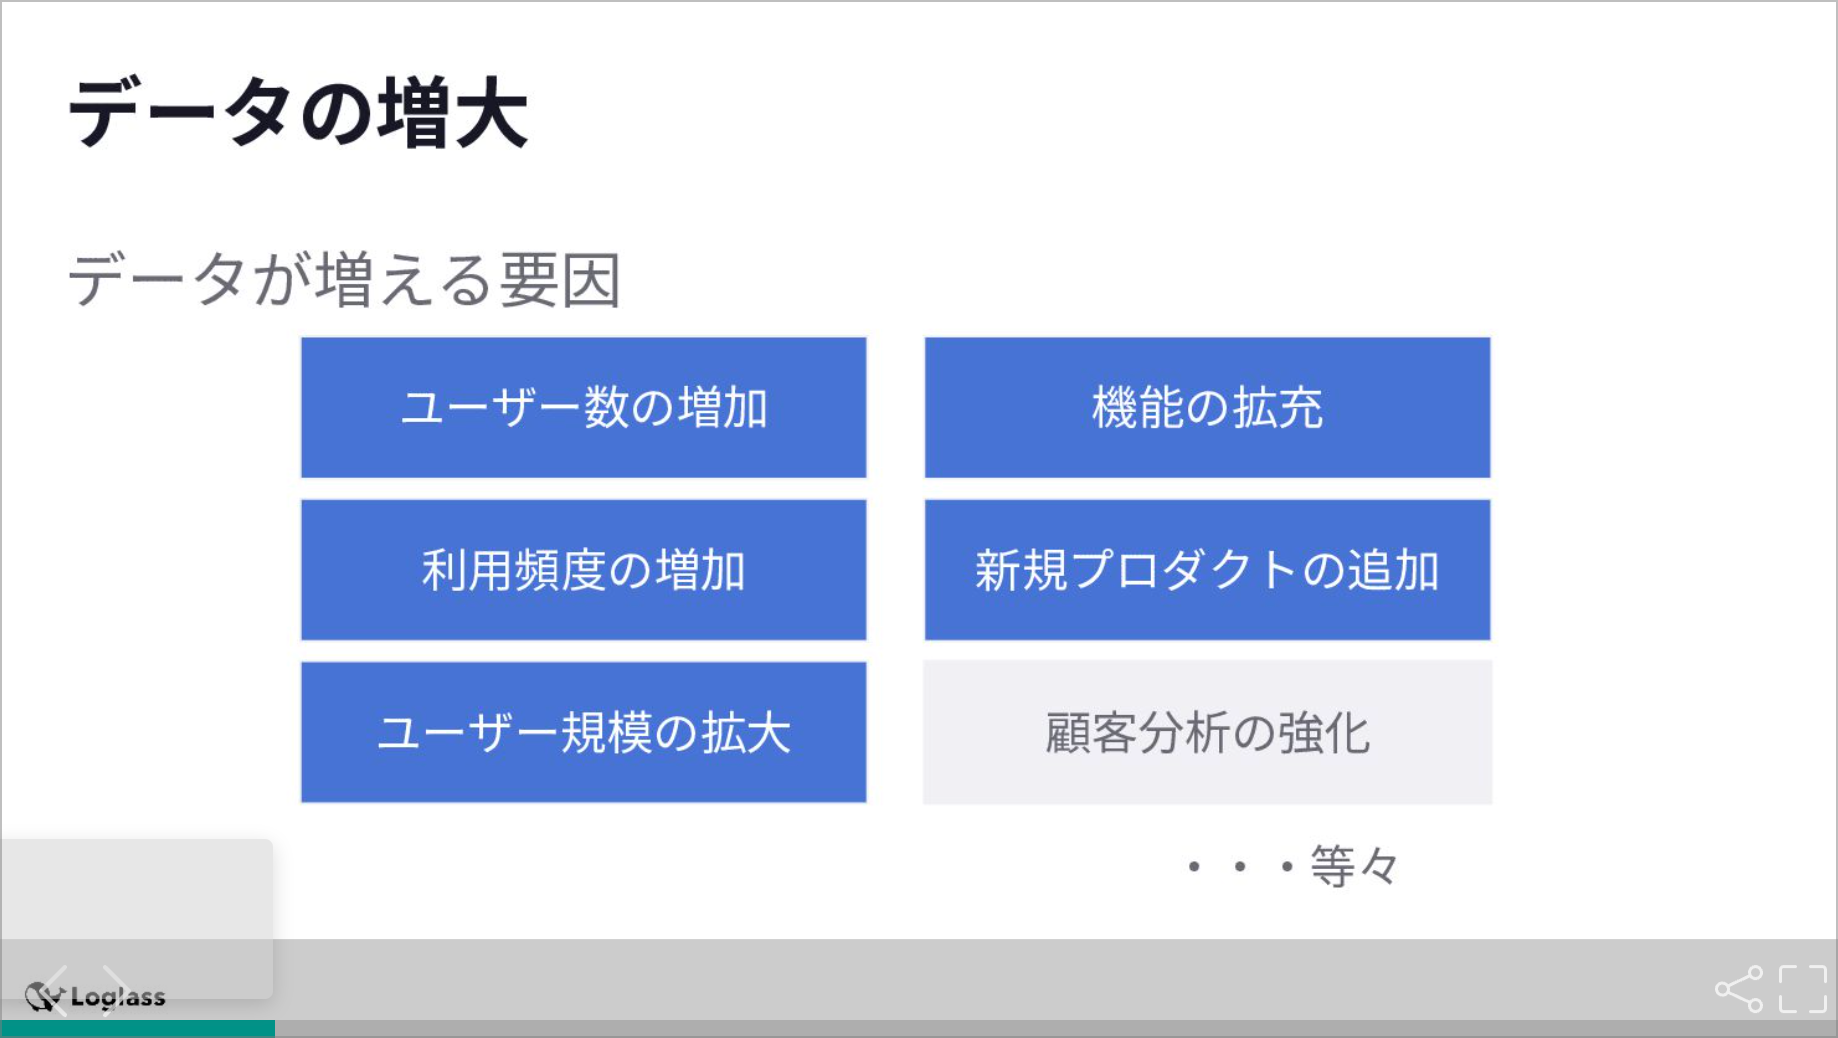 データの増大
データが増える要因
ユーザー数の増加
機能の拡充
利用頻度の増加
新規プロダクトの追加
ユーザー規模の拡大
顧客分析の強化
・・・等々
Loglass